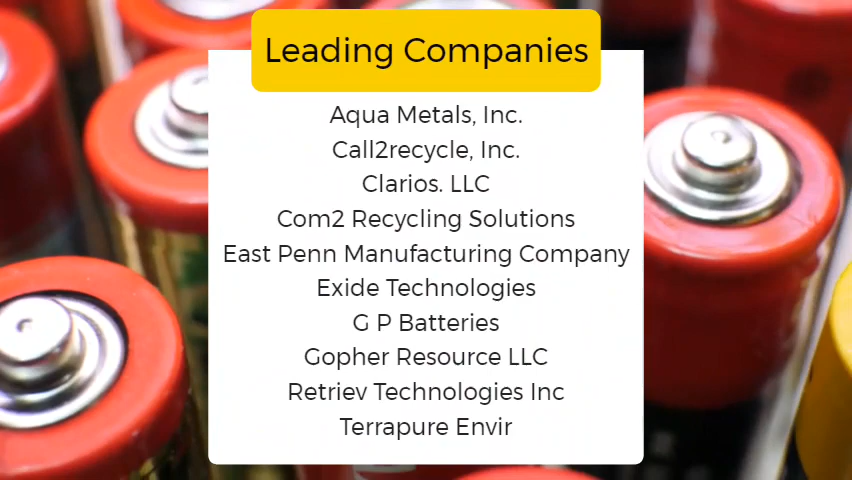 Leading Companies
Aqua Metals, Inc.
Call2recycle, Inc.
Clarios. LLC
Com2 Recycling Solutions
East Penn Manufacturing Company
Exide Technologies
G P Batteries
Gopher Resource LLC
Retriev Technologies Inc
Terrapure Envir